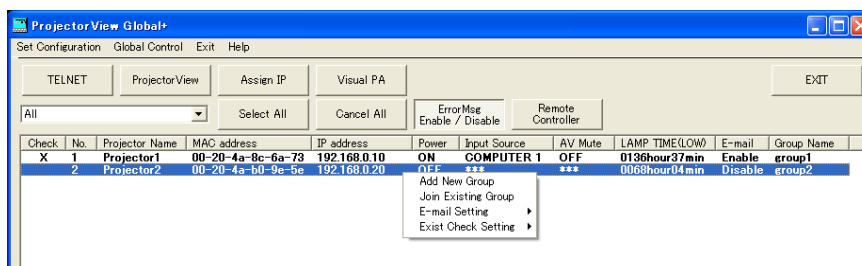 ProjectorView Global+
Set Configuration Global Control Exit Help
TELNET ProjectorView Assign IP Visual PA EXIT
All Select All Cancel All ErrorMsg Enable / Disable Remote Controller
Check No. Projector Name MAC address IP address Power Input Source AV Mute LAMP TIME(LOW) E-mail Group Name
X 1 Projector1 00-20-4a-8c-6a-73 192.168.0.10 ON COMPUTER 1 OFF 0136hour37min Enable group1
2 Projector2 00-20-4a-b0-9e-5e 192.168.0.20 OFF *** *** 0068hour04min Disable group2
Add New Group
Join Existing Group
E-mail Setting
Exist Check Setting